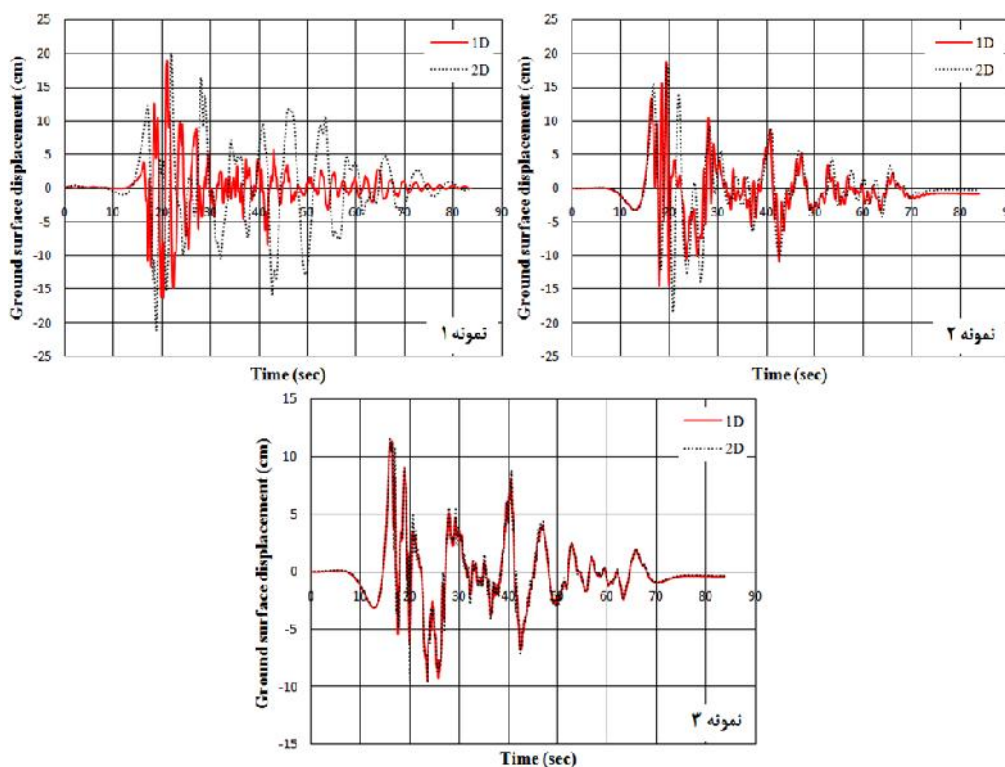 25
20
15
10
5
0
-5
-10
-15
-20
-25
0 10 20 30 40 50 60 70 80 90
Ground surface displacement (cm)
Time (sec)
1D
2D
نمونه ۱
25
20
15
10
5
0
-5
-10
-15
-20
-25
0 10 20 30 40 50 60 70 80 90
Ground surface displacement (cm)
Time (sec)
1D
2D
نمونه ۲
15
10
5
0
-5
-10
-15
0 10 20 30 40 50 60 70 80 90
Ground surface displacement (cm)
Time (sec)
1D
2D
نمونه ۳